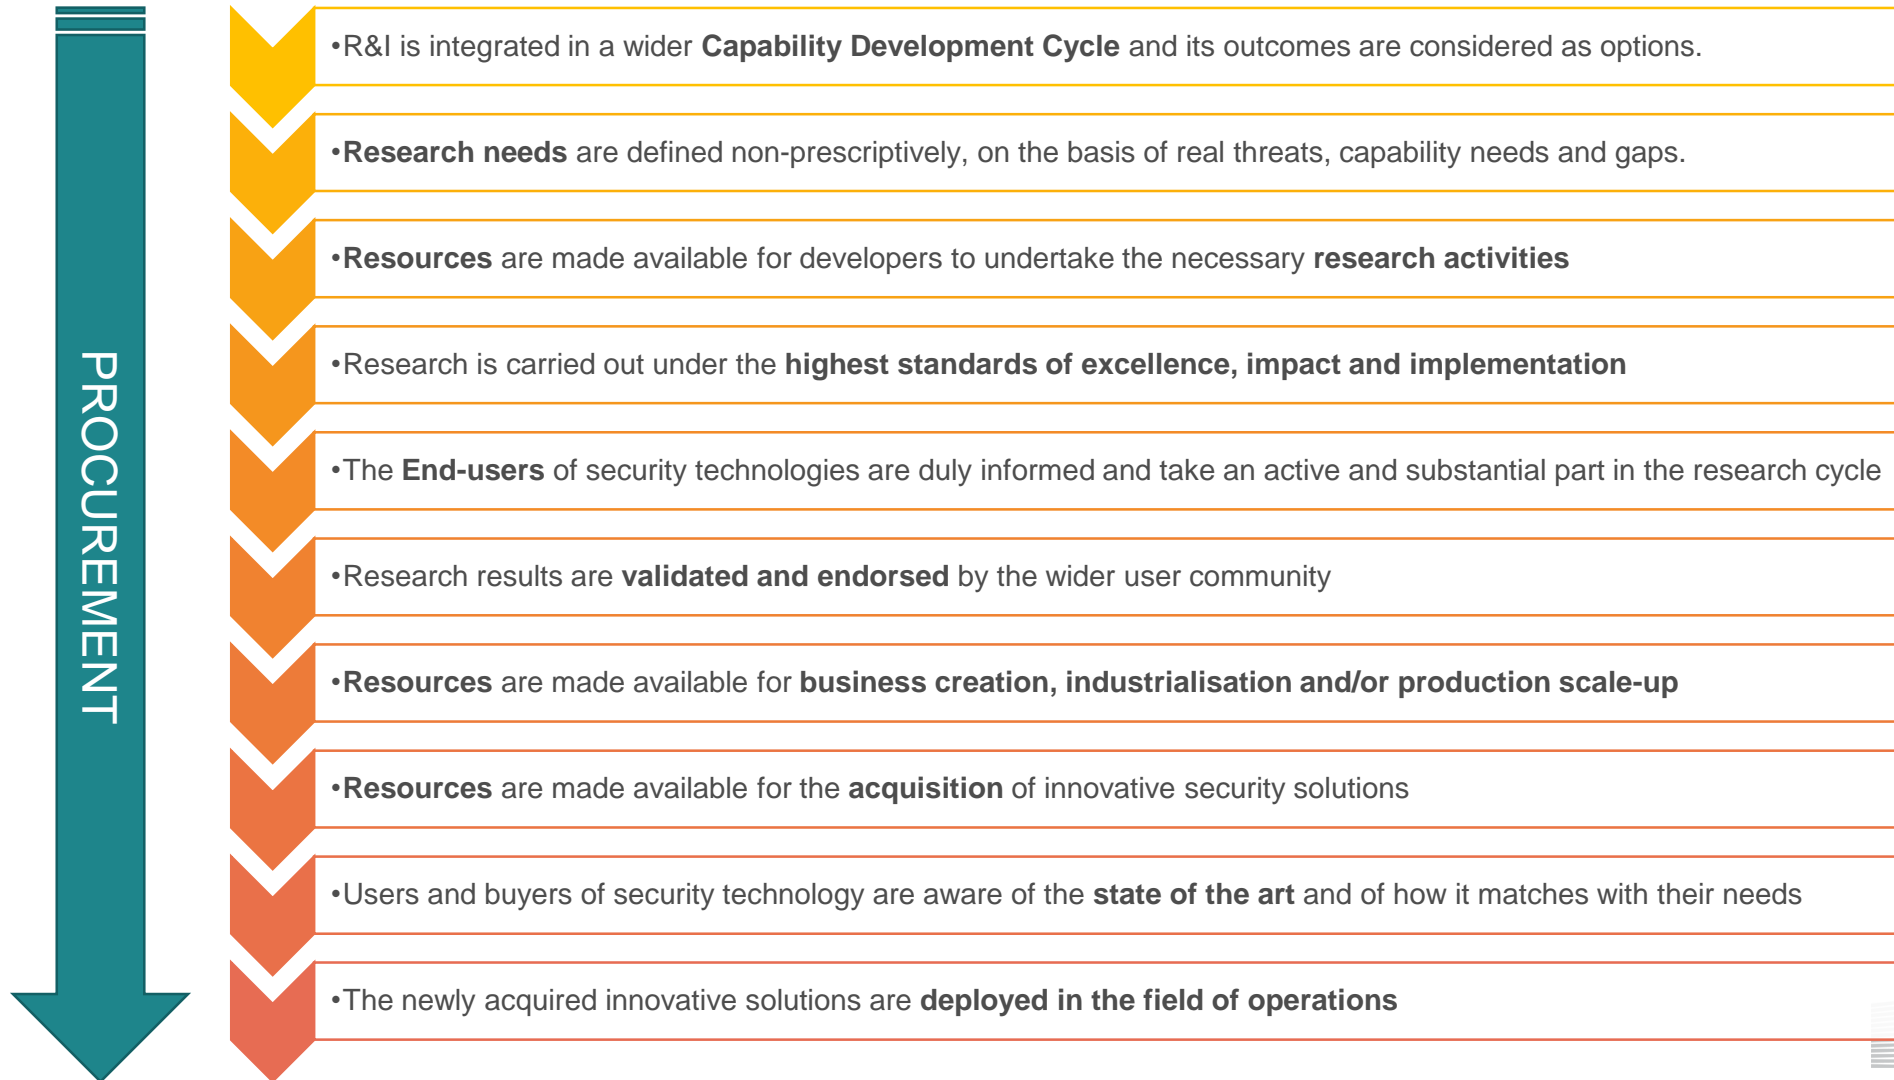 PROCUREMENT
•R&I is integrated in a wider Capability Development Cycle and its outcomes are considered as options.
•Research needs are defined non-prescriptively, on the basis of real threats, capability needs and gaps.
•Resources are made available for developers to undertake the necessary research activities
•Research is carried out under the highest standards of excellence, impact and implementation
•The End-users of security technologies are duly informed and take an active and substantial part in the research cycle
•Research results are validated and endorsed by the wider user community
•Resources are made available for business creation, industrialisation and/or production scale-up
•Resources are made available for the acquisition of innovative security solutions
•Users and buyers of security technology are aware of the state of the art and of how it matches with their needs
•The newly acquired innovative solutions are deployed in the field of operations